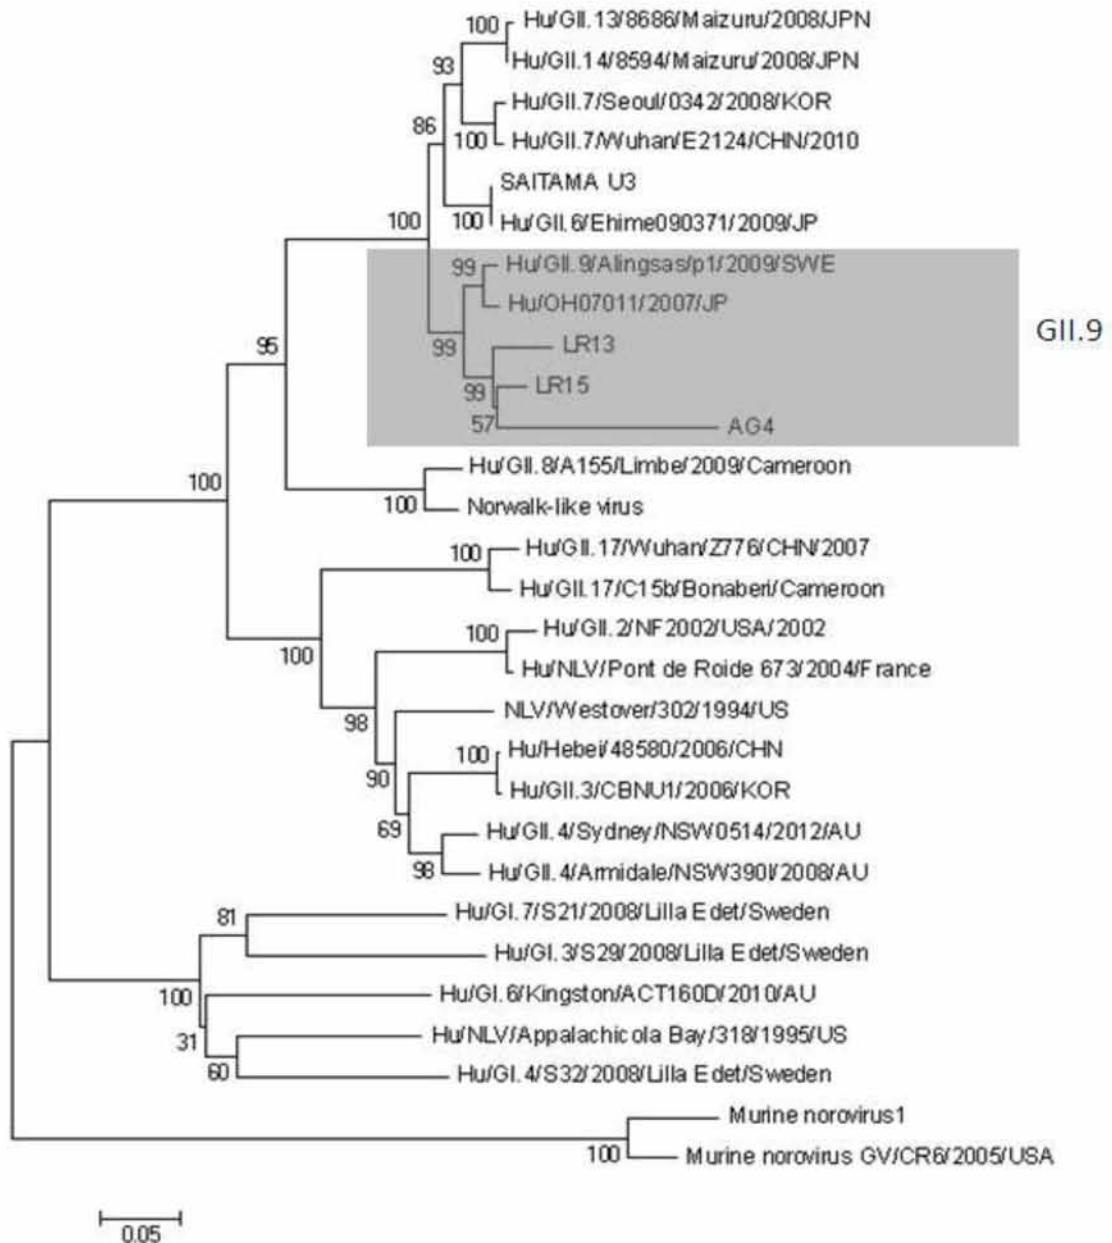 100
Hu/GII.13/8686/Maizuru/2008/JPN
Hu/GII.14/8594/Maizuru/2008/JPN
93
Hu/GII.7/Seoul/0342/2008/KOR
86
100
Hu/GII.7/Wuhan/E2124/CHN/2010
SAITAMA U3
100
100
Hu/GII.6/Ehime090371/2009/JP
99
Hu/GII.9/Alingsas/p1/2009/SWE
Hu/OH07011/2007/JP
GII.9
95
99
LR13
99
LR15
57
AG4
Hu/GII.8/A155/Limbe/2009/Cameroon
100
100
Norwalk-like virus
100
Hu/GII.17/Wuhan/Z776/CHN/2007
Hu/GII.17/C15b/Bonaberi/Cameroon
100
Hu/GII.2/NF2002/USA/2002
100
Hu/NLV/Pont de Roide 673/2004/France
98
NLV/Westover/302/1994/US
100
Hu/Hebei/48580/2006/CHN
90
Hu/GII.3/CBNU1/2006/KOR
69
Hu/GII.4/Sydney/NSW0514/2012/AU
98
Hu/GII.4/Armidale/NSW390I/2008/AU
81
Hu/GI.7/S21/2008/Lilla Edet/Sweden
Hu/GI.3/S29/2008/Lilla Edet/Sweden
100
Hu/GI.6/Kingston/ACT160D/2010/AU
31
Hu/NLV/Appalachicola Bay/318/1995/US
60
Hu/GI.4/S32/2008/Lilla Edet/Sweden
Murine norovirus1
100
Murine norovirus GV/CR6/2005/USA
0.05